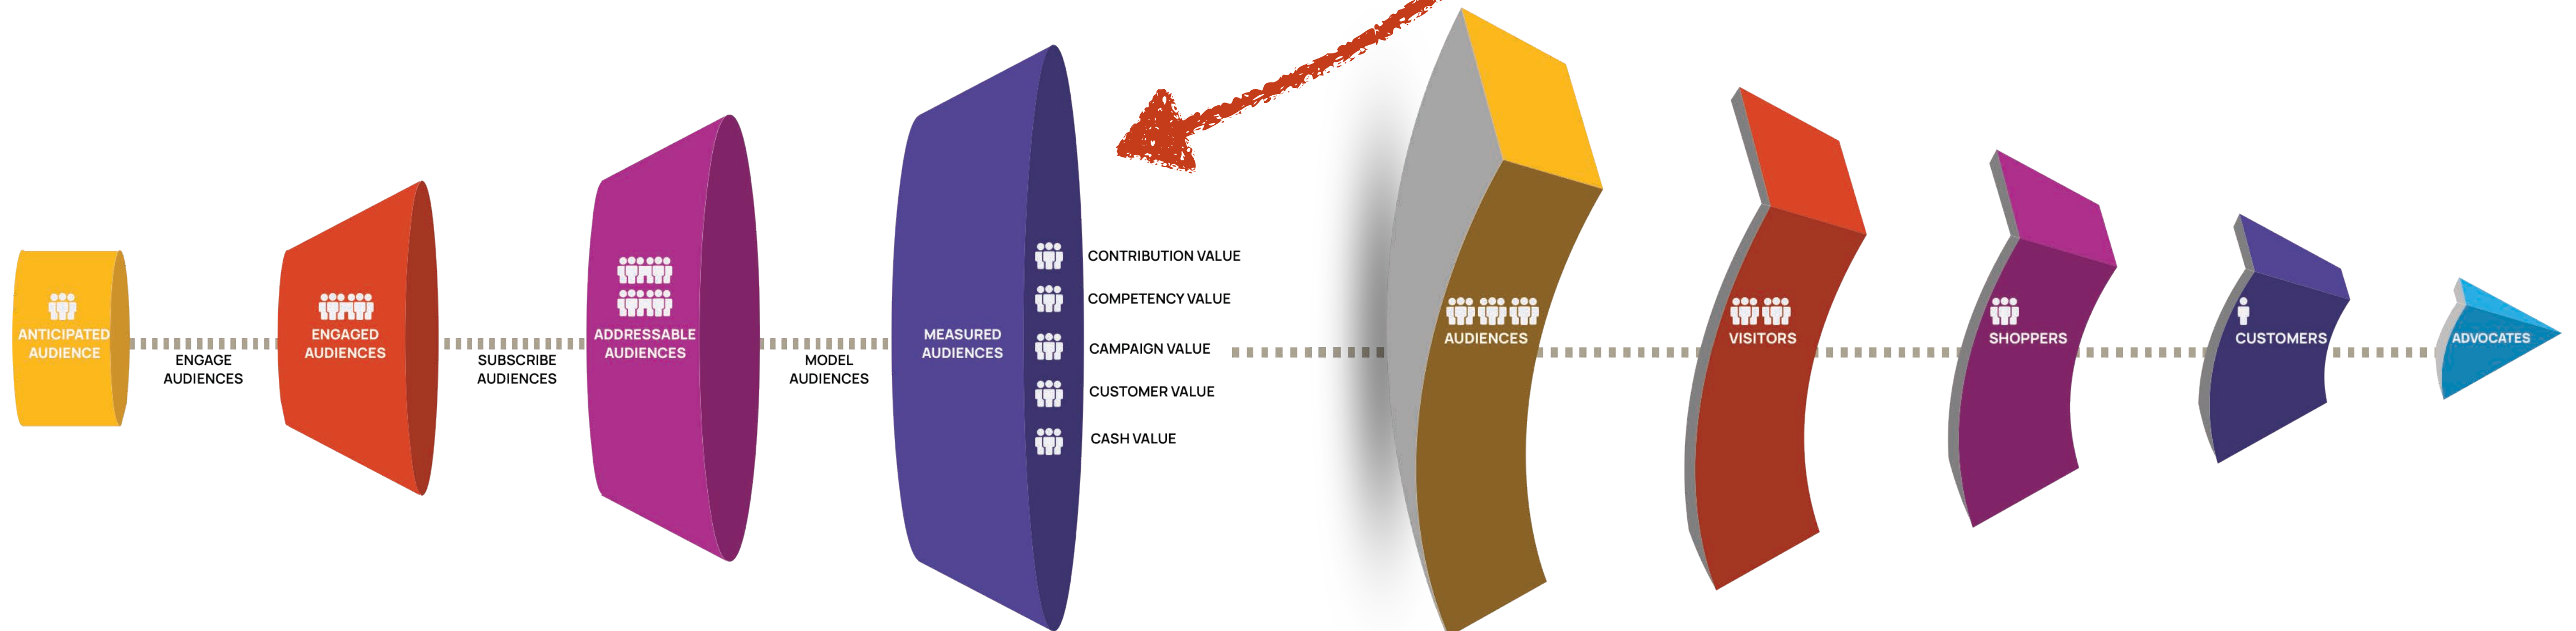 ANTICIPATED
AUDIENCE
ENGAGE
AUDIENCES
ENGAGED
AUDIENCES
SUBSCRIBE
AUDIENCES
ADDRESSABLE
AUDIENCES
MODEL
AUDIENCES
MEASURED
AUDIENCES
CONTRIBUTION VALUE
COMPETENCY VALUE
CAMPAIGN VALUE
CUSTOMER VALUE
CASH VALUE
AUDIENCES
VISITORS
SHOPPERS
CUSTOMERS
ADVOCATES